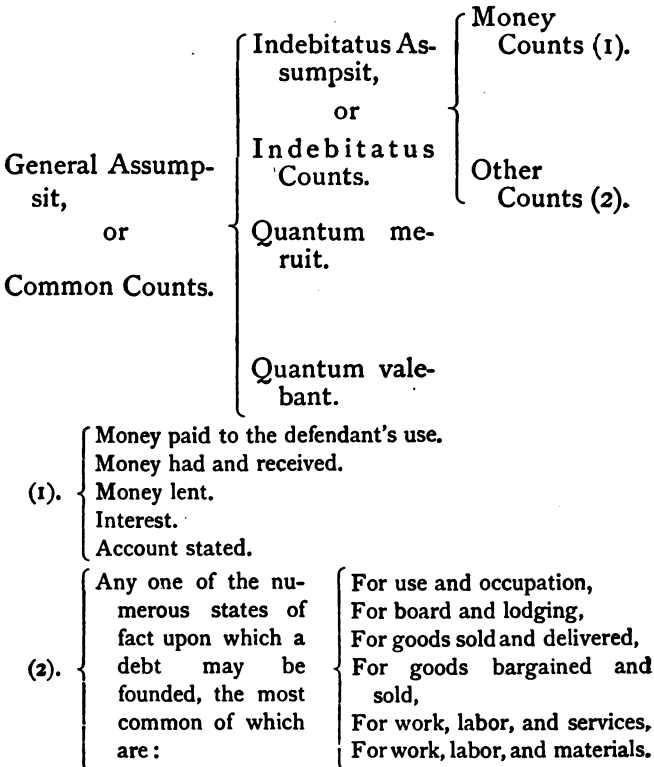 General Assump-
sit,
or
Common Counts.
Indebitatus As-
sumpsit,
or
Indebitatus
Counts.
Quantum me-
ruit.
Quantum vale-
bant.
Money
Counts (1).
Other
Counts (2).
(1).
Money paid to the defendant's use.
Money had and received.
Money lent.
Interest.
Account stated.
(2).
Any one of the nu-
merous states of
fact upon which a
debt may be
founded, the most
common of which
are:
For use and occupation,
For board and lodging,
For goods sold and delivered,
For goods bargained and
sold,
For work, labor, and services,
For work, labor, and materials.